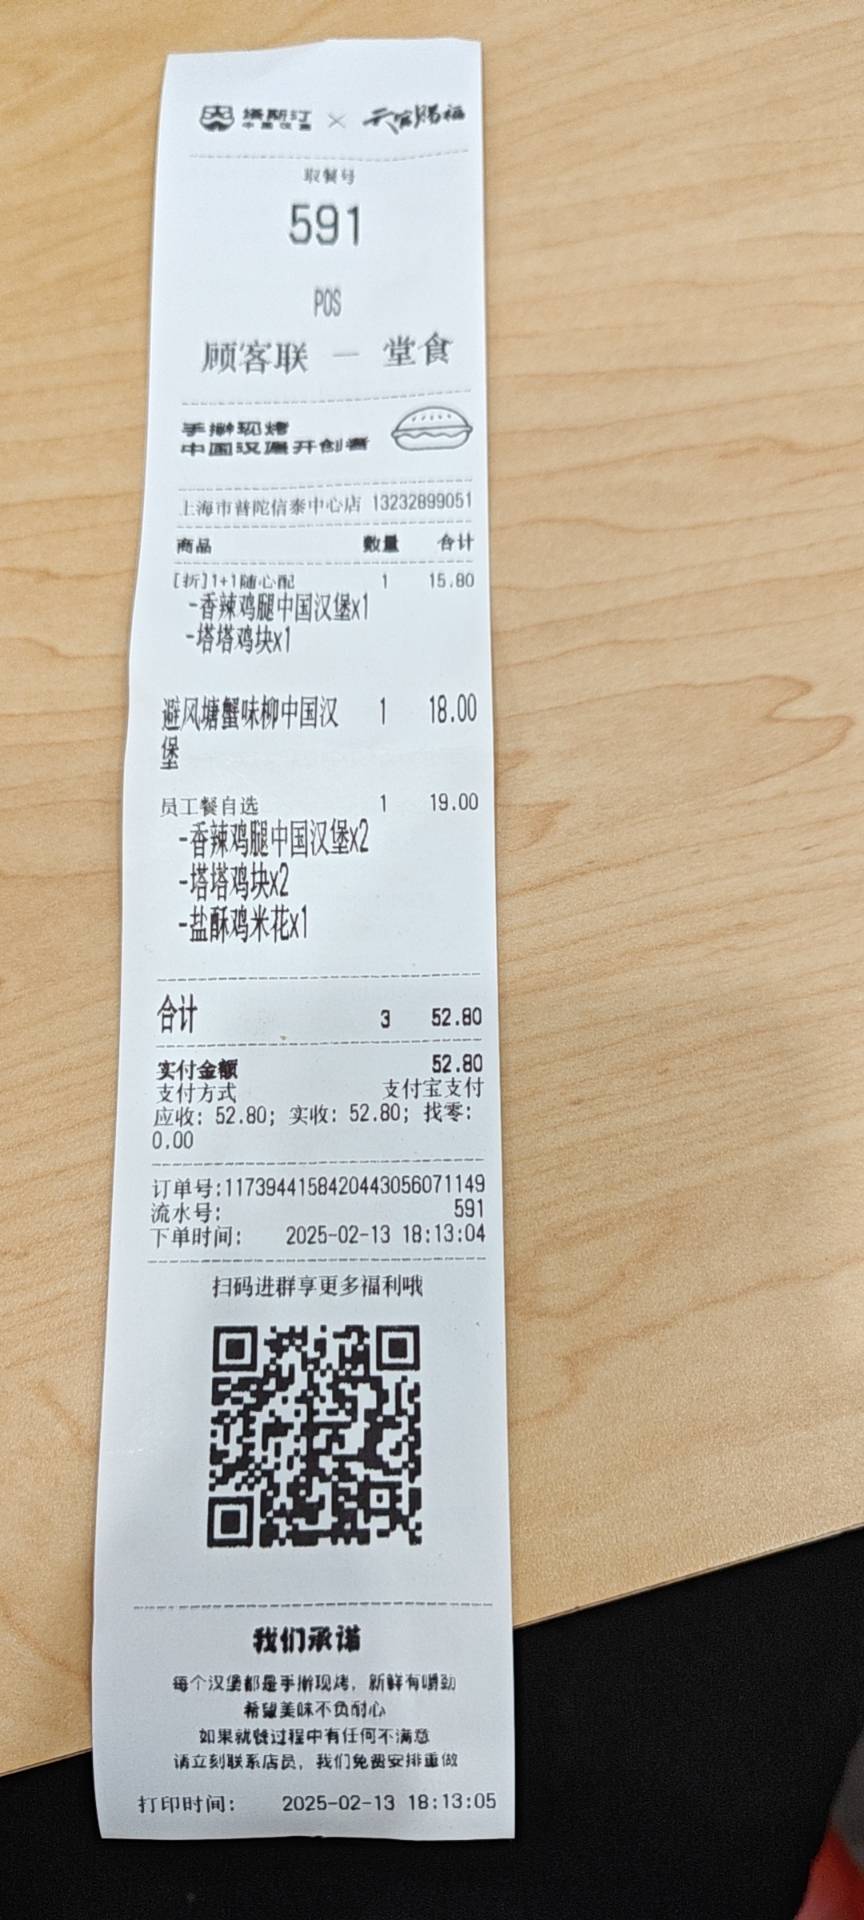 塔斯汀 中国汉堡 × 天官赐福
取餐号
591
POS
顾客联 — 堂食
手擀现烤
中国汉堡开创者
上海市普陀信泰中心店 13232899051
商品 数量 合计
[折]1+1随心配 1 15.80
-香辣鸡腿中国汉堡x1
-塔塔鸡块x1
避风塘蟹味柳中国汉 1 18.00
堡
员工餐自选 1 19.00
-香辣鸡腿中国汉堡x2
-塔塔鸡块x2
-盐酥鸡米花x1
合计 3 52.80
实付金额 52.80
支付方式 支付宝支付
应收: 52.80; 实收: 52.80; 找零:
0.00
订单号:1173944158420443056071149
流水号: 591
下单时间: 2025-02-13 18:13:04
扫码进群享更多福利哦
我们承诺
每个汉堡都是手擀现烤，新鲜有嚼劲
希望美味不负耐心
如果就餐过程中有任何不满意
请立刻联系店员，我们免费安排重做
打印时间: 2025-02-13 18:13:05